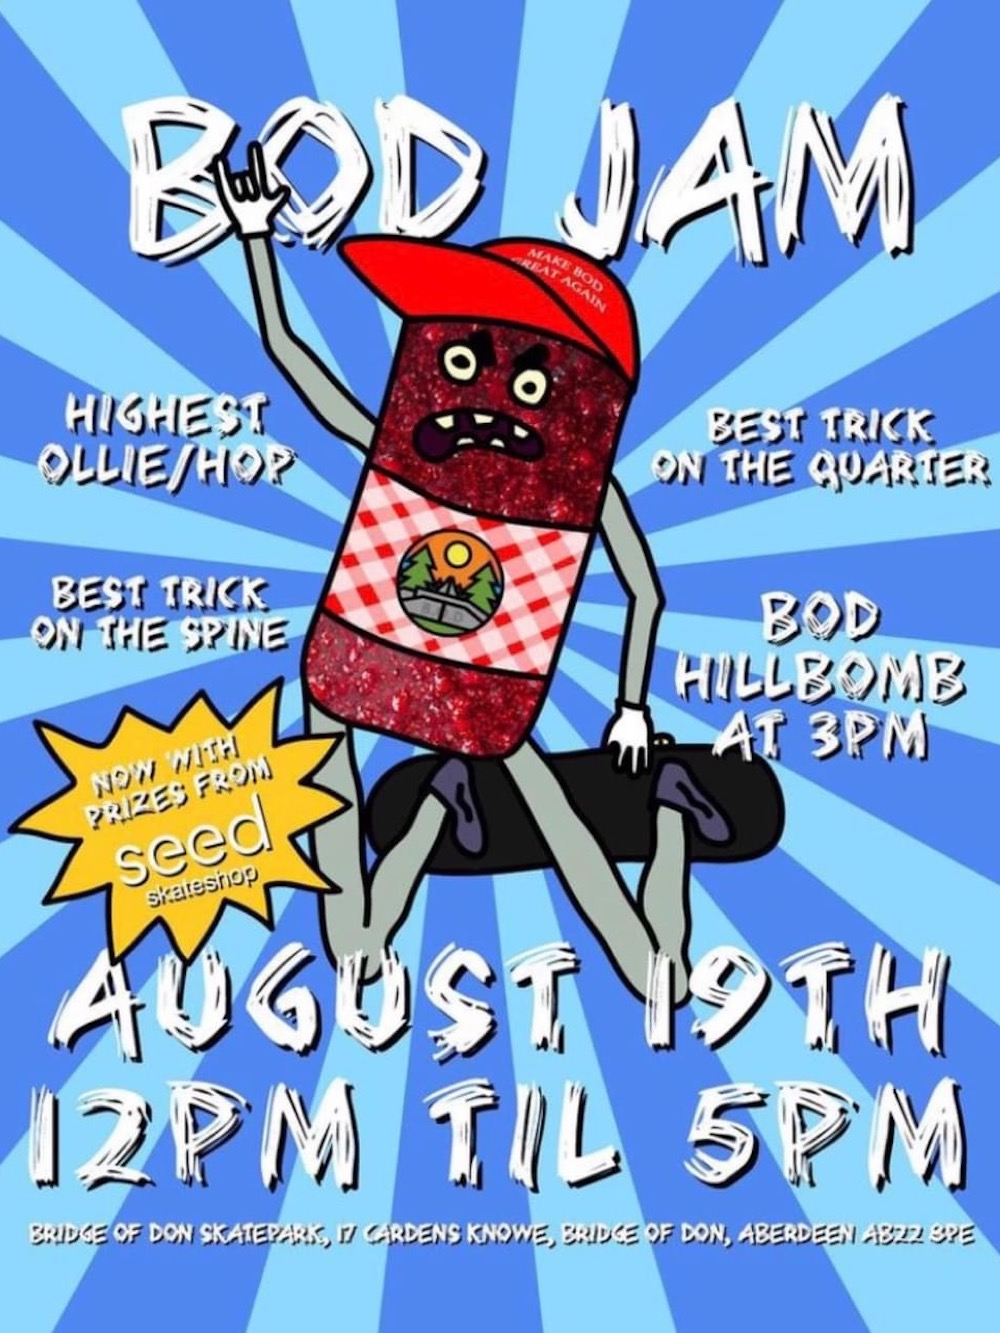 BOD JAM
MAKE BOD
GREAT AGAIN
HIGHEST
OLLIE/HOP
BEST TRICK
ON THE QUARTER
BEST TRICK
ON THE SPINE
BOD
HILLBOMB
AT 3PM
B D
NOW WITH
PRIZES FROM
seed
skateshop
AUGUST 19TH
12PM TIL 5PM
BRIDGE OF DON SKATEPARK, 17 CARDENS KNOWE, BRIDGE OF DON, ABERDEEN AB22 8PE